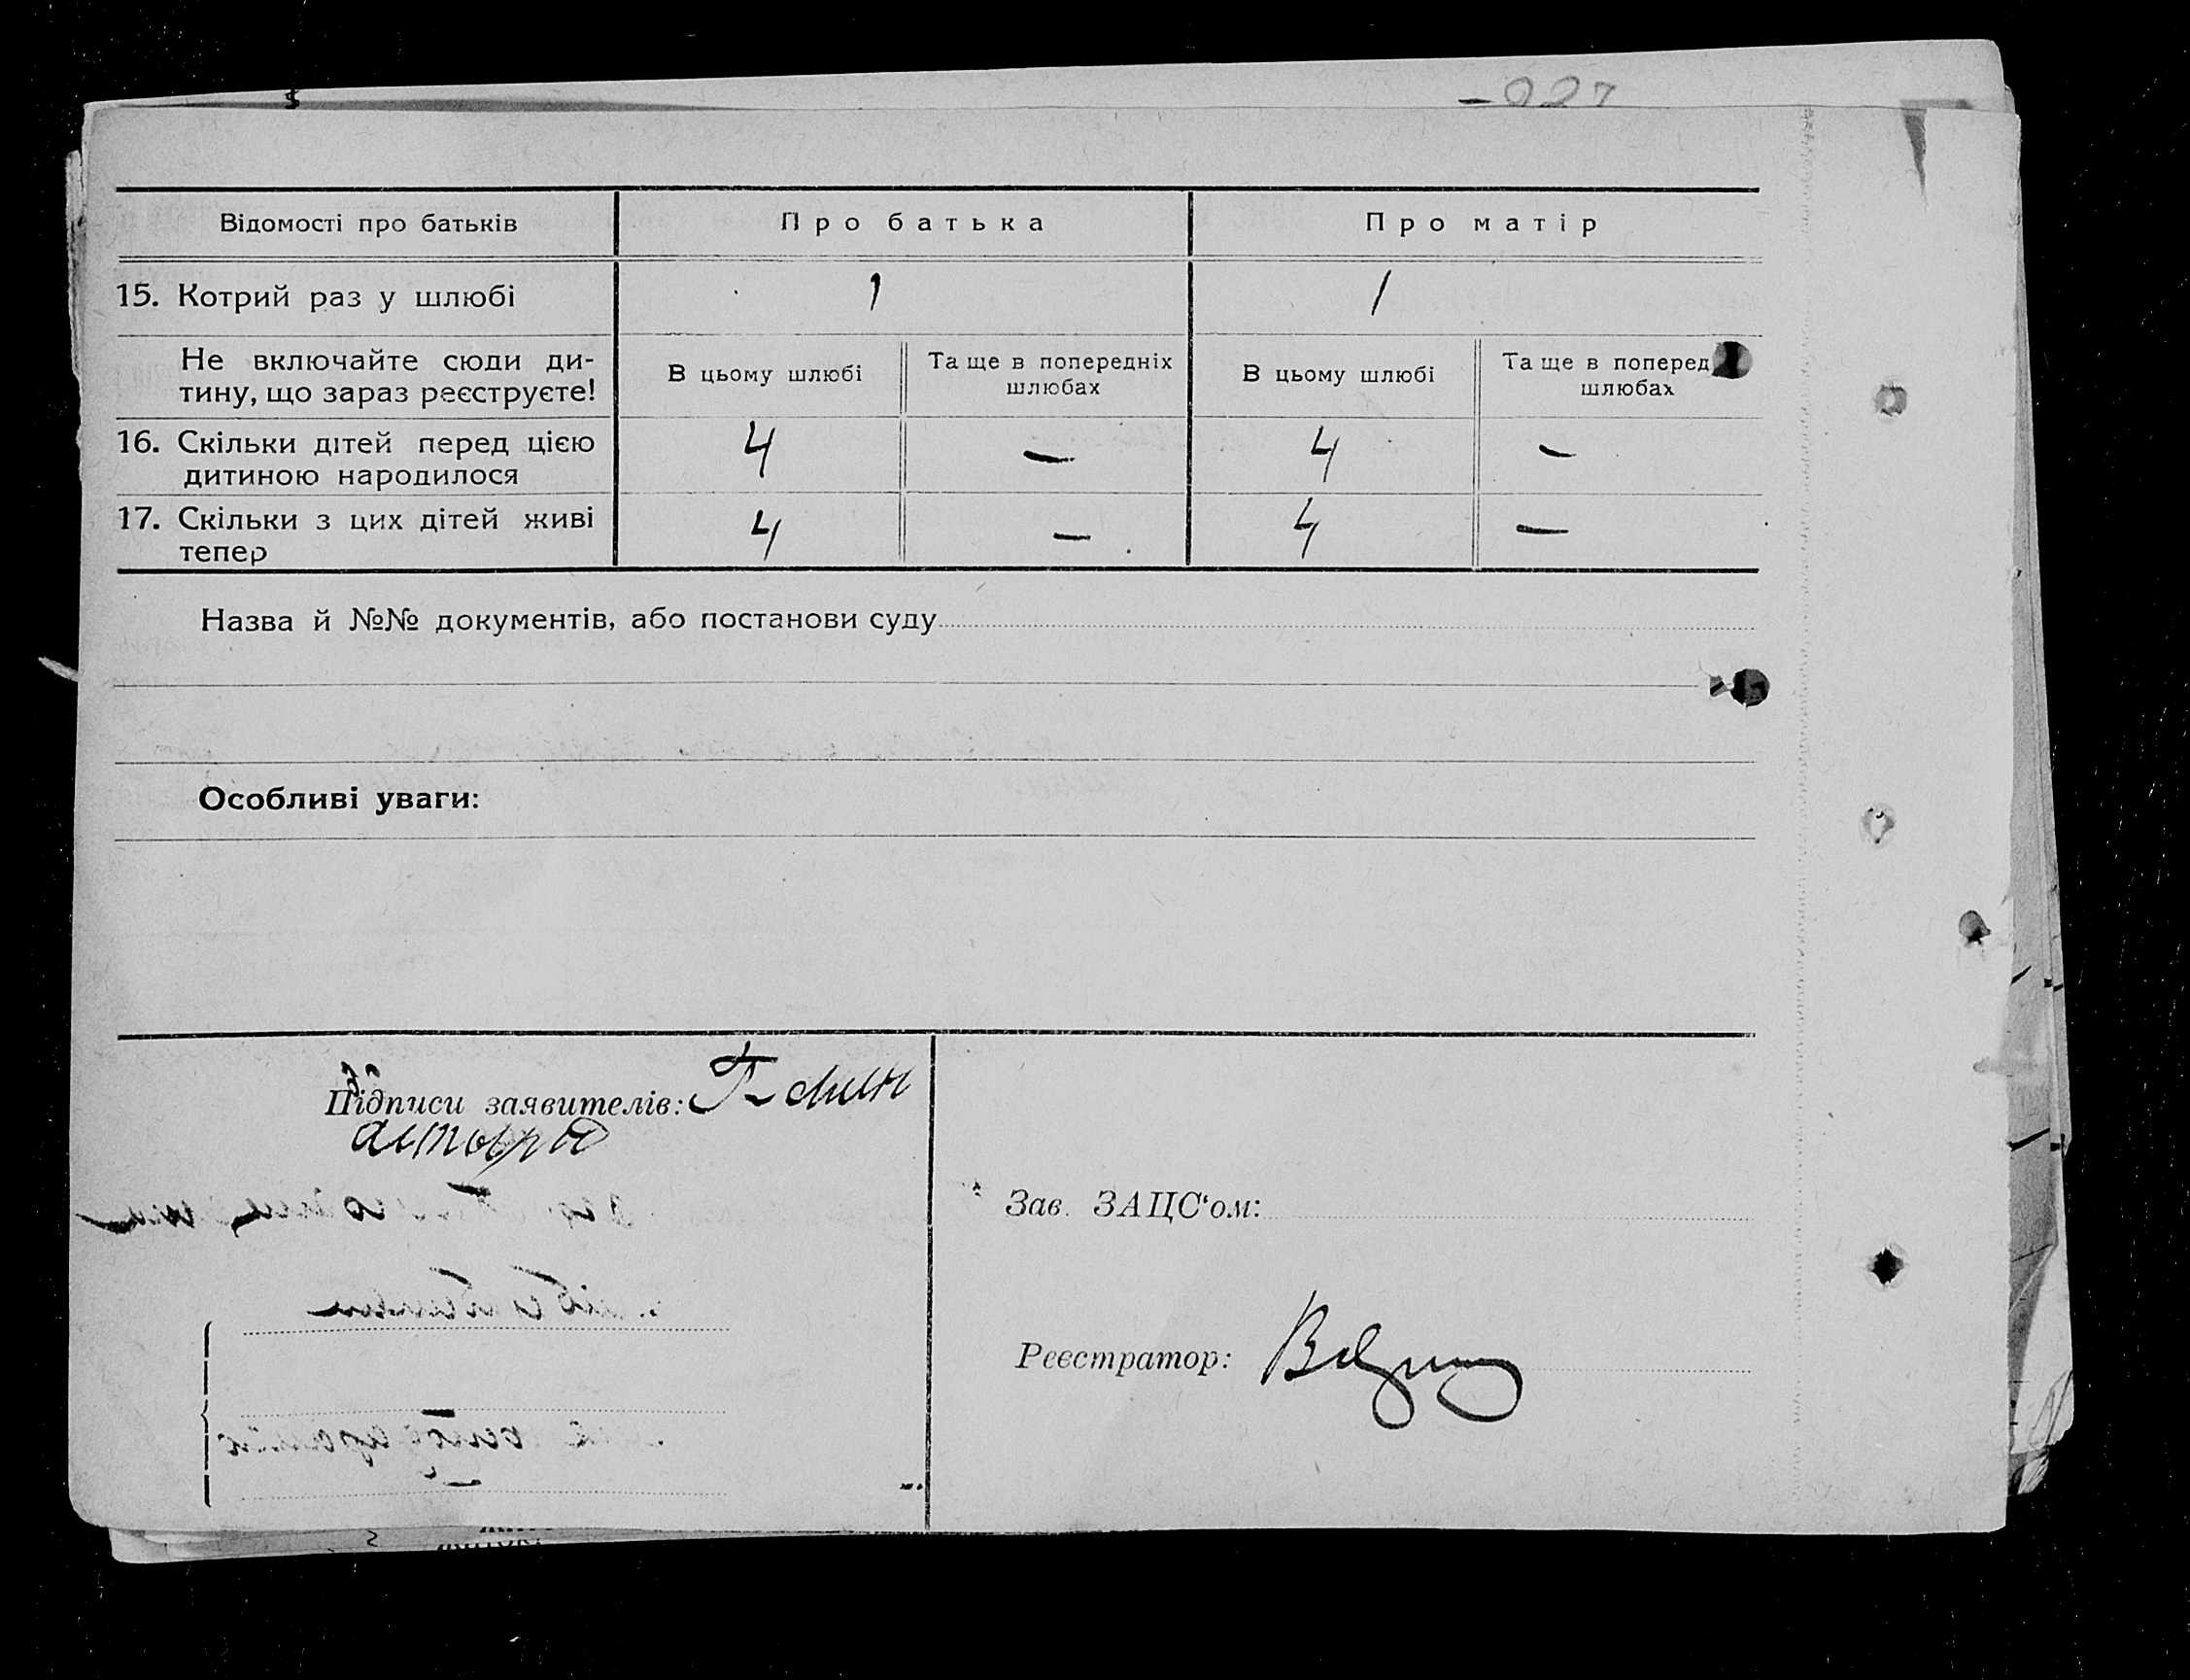 Відомості про батьків Про батька Про матір
15. Котрий раз у шлюбі 1 1
Не включайте сюди ди-
тину, що зараз реєструєте!
В цьому шлюбі Та ще в попередніх шлюбах В цьому шлюбі Та ще в поперед шлюбах
16. Скільки дітей перед цією 4 — 4 —
дитиною народилося
17. Скільки з цих дітей живі 4 — 4 —
тепер
Назва й №№ документів, або постанови суду
Особливі уваги:
Підписи заявителів:
Зав. ЗАЦС'ом:
Реєстратор: